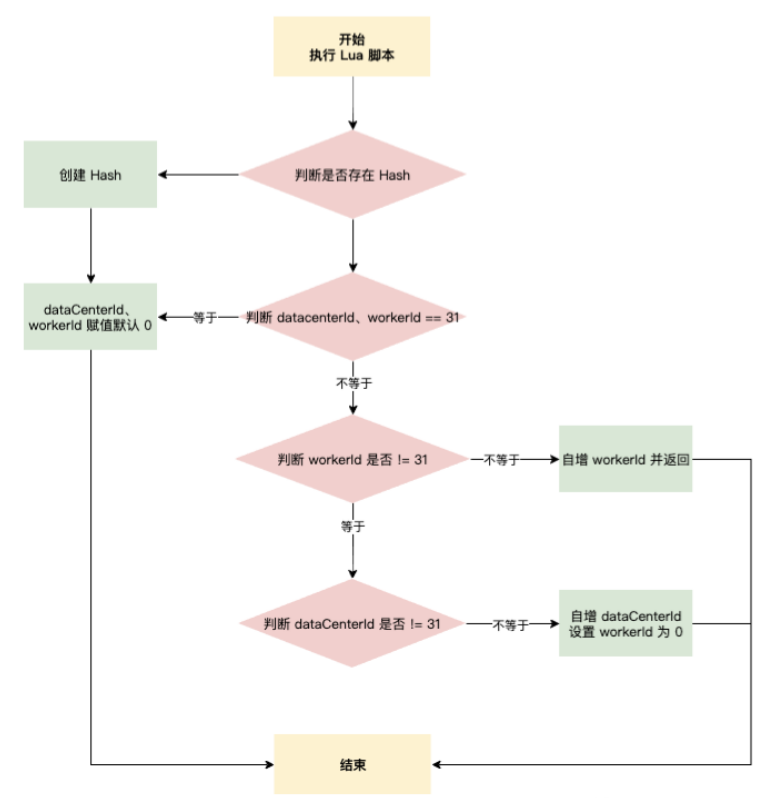 开始
执行 Lua 脚本
判断是否存在 Hash
创建 Hash
dataCenterId、
workerId 赋值默认 0
等于
判断 datacenterId、workerId == 31
不等于
判断 workerId 是否 != 31
不等于
自增 workerId 并返回
等于
判断 dataCenterId 是否 != 31
不等于
自增 dataCenterId
设置 workerId 为 0
结束